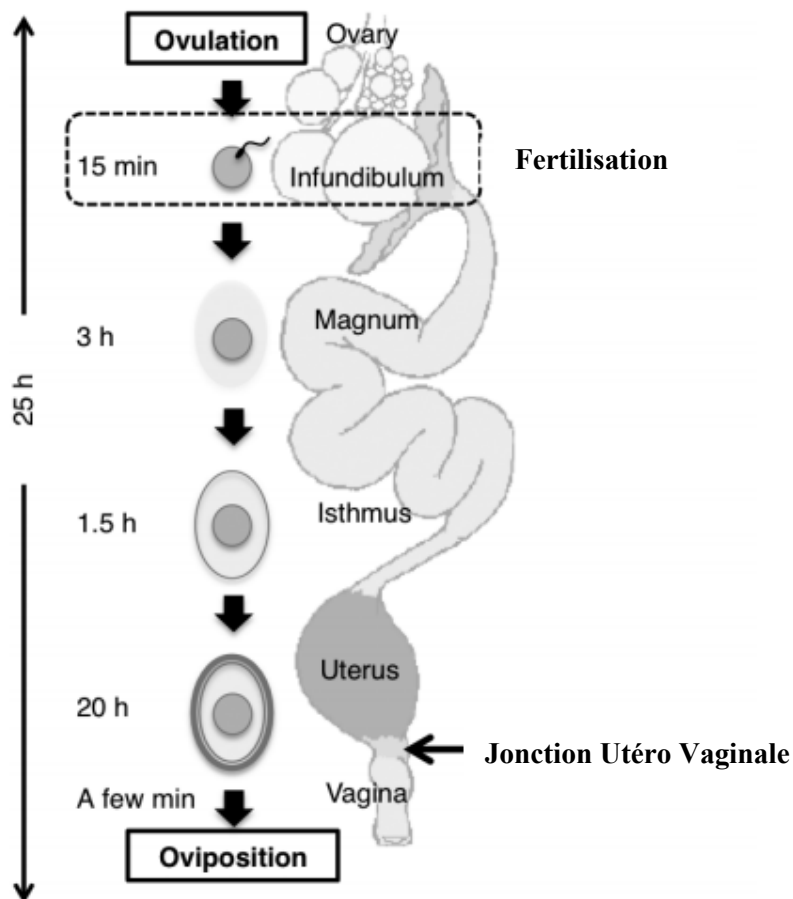 Ovulation
Ovary
15 min
Infundibulum
Fertilisation
3 h
Magnum
25 h
1.5 h
Isthmus
20 h
Uterus
Jonction Utéro Vaginale
A few min
Vagina
Oviposition